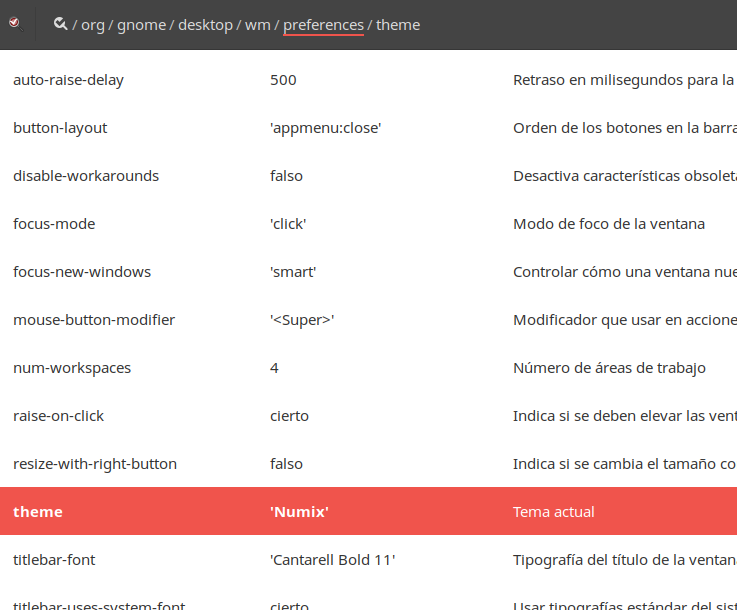 / org / gnome / desktop / wm / preferences / theme
auto-raise-delay 500 Retraso en milisegundos para la
button-layout 'appmenu:close' Orden de los botones en la barra
disable-workarounds falso Desactiva características obsolet
focus-mode 'click' Modo de foco de la ventana
focus-new-windows 'smart' Controlar cómo una ventana nue
mouse-button-modifier '<Super>' Modificador que usar en accione
num-workspaces 4 Número de áreas de trabajo
raise-on-click cierto Indica si se deben elevar las vent
resize-with-right-button falso Indica si se cambia el tamaño co
theme 'Numix' Tema actual
titlebar-font 'Cantarell Bold 11' Tipografía del título de la ventan
titlebar-uses-system-font cierto Usar tipografías estándar del sist